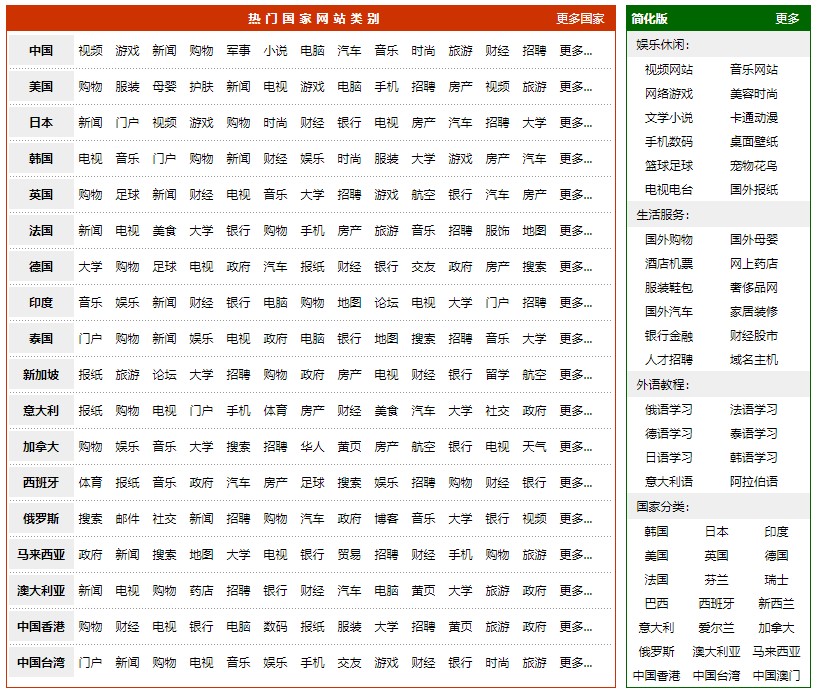 热门国家网站类别 更多国家
中国 视频 游戏 新闻 购物 军事 小说 电脑 汽车 音乐 时尚 旅游 财经 招聘 更多...
美国 购物 服装 母婴 护肤 新闻 电视 游戏 电脑 手机 招聘 房产 视频 旅游 更多...
日本 新闻 门户 视频 游戏 购物 时尚 财经 银行 电视 房产 汽车 招聘 大学 更多...
韩国 电视 音乐 门户 购物 新闻 财经 娱乐 时尚 服装 大学 游戏 房产 汽车 更多...
英国 购物 足球 新闻 财经 电视 音乐 大学 招聘 游戏 航空 银行 汽车 房产 更多...
法国 新闻 电视 美食 大学 银行 购物 手机 房产 旅游 音乐 招聘 服饰 地图 更多...
德国 大学 购物 足球 电视 政府 汽车 报纸 财经 银行 交友 政府 房产 搜索 更多...
印度 音乐 娱乐 新闻 财经 银行 电脑 购物 地图 论坛 电视 大学 门户 招聘 更多...
泰国 门户 购物 新闻 娱乐 电视 政府 电脑 银行 地图 搜索 招聘 音乐 大学 更多...
新加坡 报纸 旅游 论坛 大学 招聘 购物 政府 房产 电视 财经 银行 留学 航空 更多...
意大利 报纸 购物 电视 门户 手机 体育 房产 财经 美食 汽车 大学 社交 政府 更多...
加拿大 购物 娱乐 音乐 大学 搜索 招聘 华人 黄页 房产 航空 银行 电视 天气 更多...
西班牙 体育 报纸 音乐 政府 汽车 房产 足球 搜索 娱乐 招聘 购物 财经 银行 更多...
俄罗斯 搜索 邮件 社交 新闻 招聘 购物 汽车 政府 博客 音乐 大学 银行 视频 更多...
马来西亚 政府 新闻 搜索 地图 大学 电视 银行 贸易 招聘 财经 手机 购物 旅游 更多...
澳大利亚 新闻 电视 购物 药店 招聘 银行 财经 汽车 电脑 黄页 大学 旅游 政府 更多...
中国香港 购物 财经 电视 银行 电脑 数码 报纸 服装 大学 招聘 黄页 旅游 政府 更多...
中国台湾 门户 新闻 购物 电视 音乐 娱乐 手机 交友 游戏 财经 银行 时尚 旅游 更多...
简化版 更多
娱乐休闲:
视频网站 音乐网站
网络游戏 美容时尚
文学小说 卡通动漫
手机数码 桌面壁纸
篮球足球 宠物花鸟
电视电台 国外报纸
生活服务:
国外购物 国外母婴
酒店机票 网上药店
服装鞋包 奢侈品网
国外汽车 家居装修
银行金融 财经股市
人才招聘 域名主机
外语教程:
俄语学习 法语学习
德语学习 泰语学习
日语学习 韩语学习
意大利语 阿拉伯语
国家分类:
韩国 日本 印度
美国 英国 德国
法国 芬兰 瑞士
巴西 西班牙 新西兰
意大利 爱尔兰 加拿大
俄罗斯 澳大利亚 马来西亚
中国香港 中国台湾 中国澳门